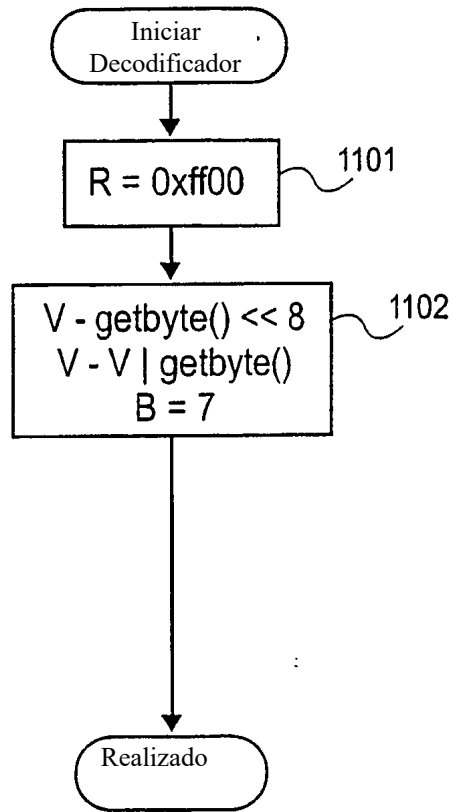 Iniciar
Decodificador
R = 0xff00
1101
V - getbyte() << 8
V - V | getbyte()
B = 7
1102
Realizado